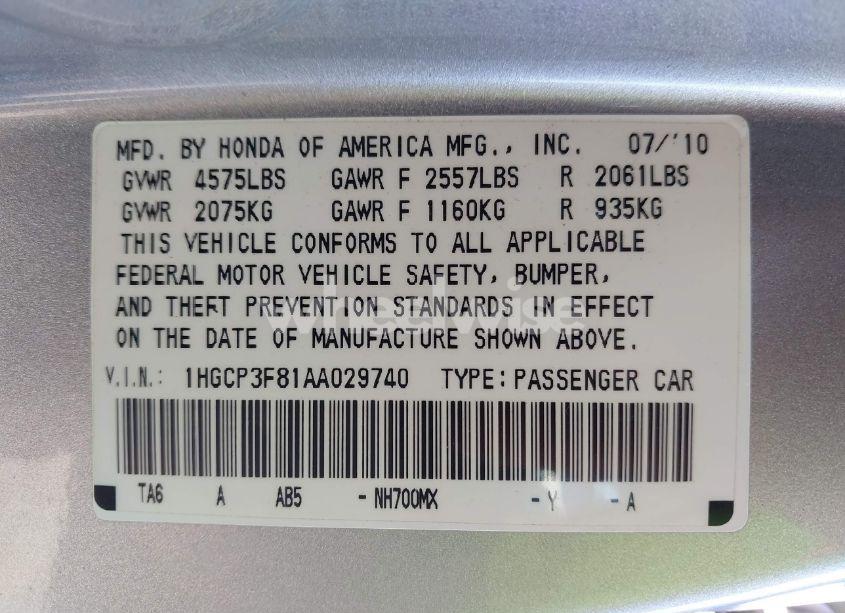 MFD. BY HONDA OF AMERICA MFG., INC. 07/'10
GVWR 4575LBS GAWR F 2557LBS R 2061LBS
GVWR 2075KG GAWR F 1160KG R 935KG
THIS VEHICLE CONFORMS TO ALL APPLICABLE
FEDERAL MOTOR VEHICLE SAFETY, BUMPER,
AND THEFT PREVENTION STANDARDS IN EFFECT
wheelwise
ON THE DATE OF MANUFACTURE SHOWN ABOVE.
V.I.N.: 1HGCP3F81AA029740 TYPE: PASSENGER CAR
TA6 A AB5 - NH700MX - Y - A